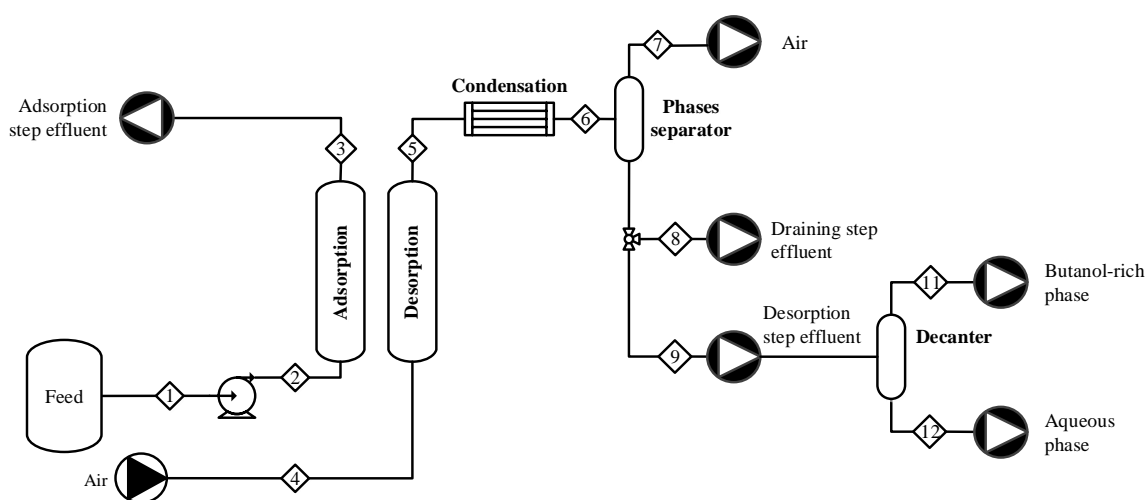 7
Air
Condensation
Adsorption
step effluent
6
Phases
separator
3
5
Adsorption
Desorption
8
Draining step
effluent
11
Butanol-rich
phase
Desorption
step effluent
Decanter
9
Feed
1
2
12
Aqueous
phase
Air
4